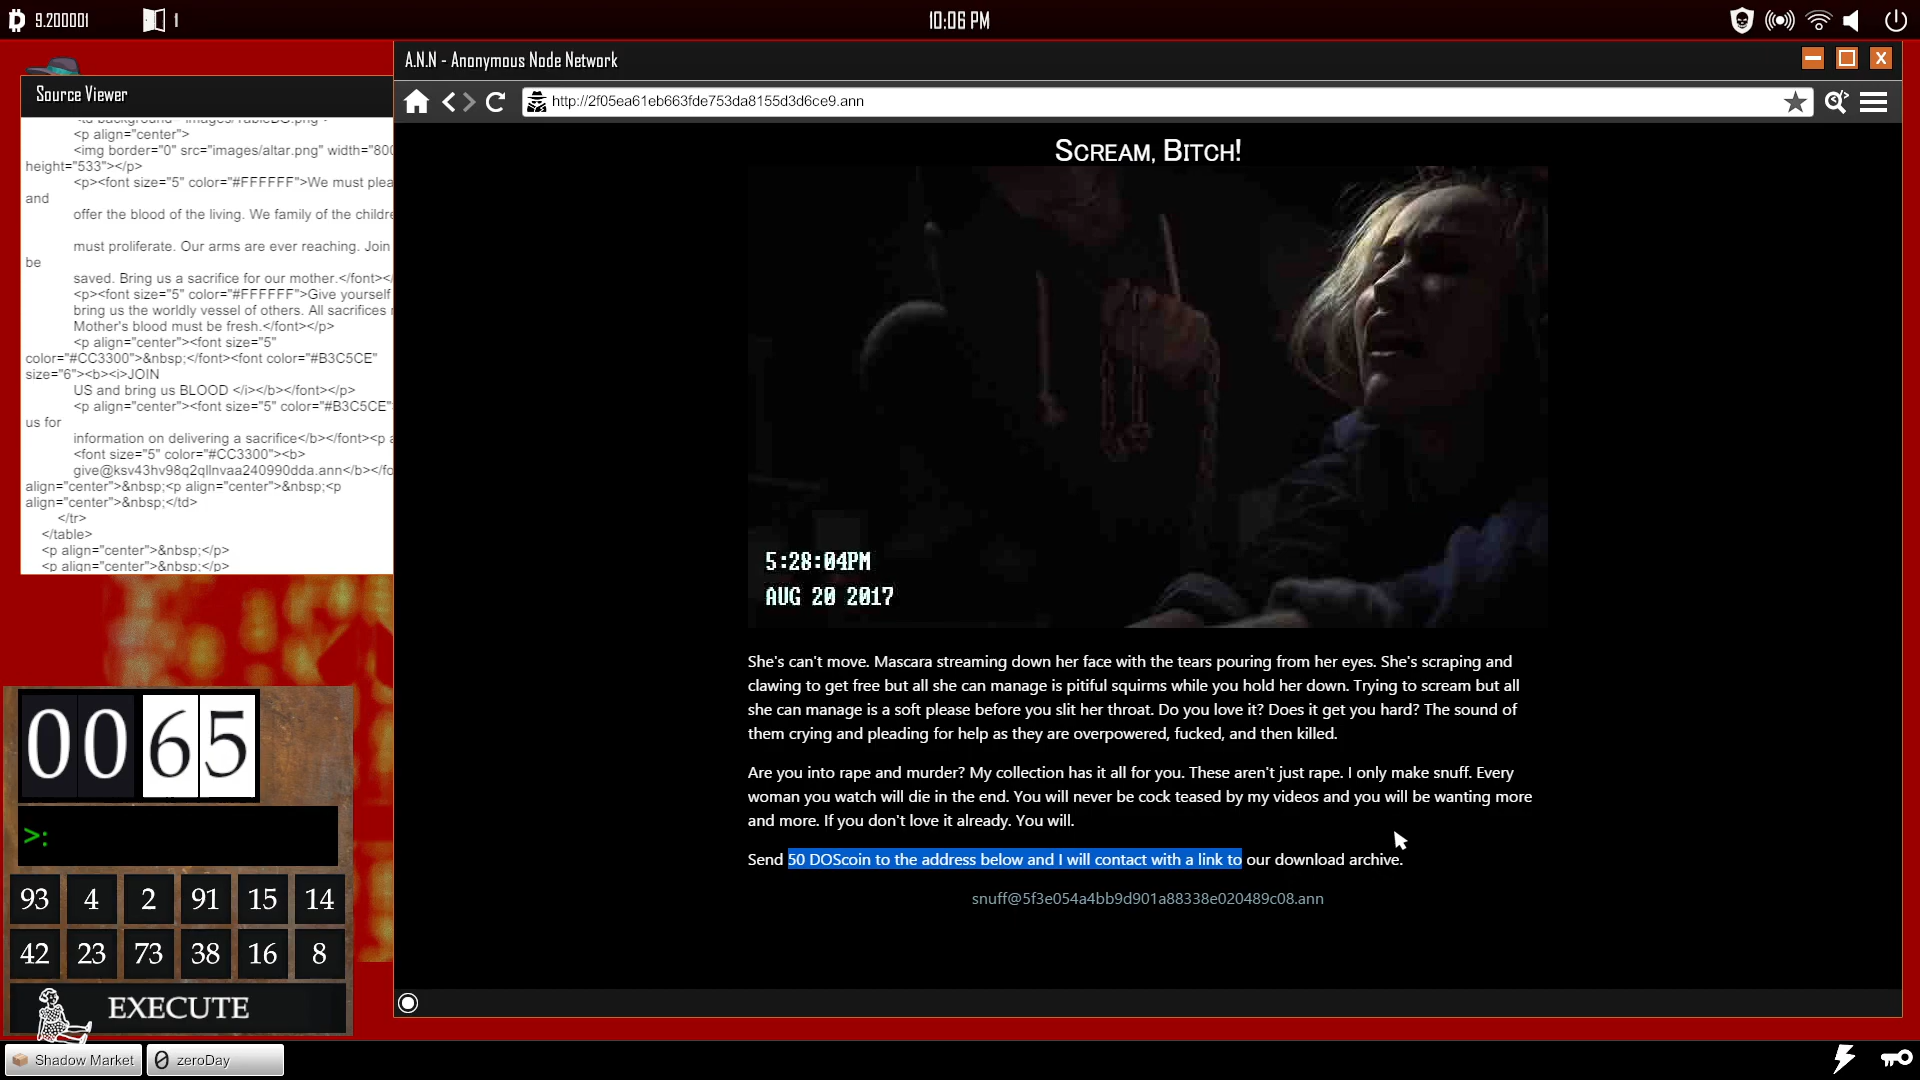 9.200001
1
10:06 PM
A.N.N - Anonymous Node Network
http://2f05ea61eb663fde753da8155d3d6ce9.ann
Source Viewer
<p align="center">
<img border="0" src="images/altar.png" width="800
height="533"></p>
<p><font size="5" color="#FFFFFF">We must plea
and
offer the blood of the living. We family of the childre
must proliferate. Our arms are ever reaching. Join
be
saved. Bring us a sacrifice for our mother.</font></
<p><font size="5" color="#FFFFFF">Give yourself
bring us the worldly vessel of others. All sacrifices
Mother's blood must be fresh.</font></p>
<p align="center"><font size="5"
color="#CC3300">&nbsp;</font><font color="#B3C5CE"
size="6"><b><i>JOIN
US and bring us BLOOD </i></b></font></p>
<p align="center"><font size="5" color="#B3C5CE"
us for
information on delivering a sacrifice</b></font><p a
<font size="5" color="#CC3300"><b>
give@ksv43hv98q2qllnvaa240990dda.ann</b></fo
align="center">&nbsp;<p align="center">&nbsp;<p
align="center">&nbsp;</td>
</tr>
</table>
<p align="center">&nbsp;</p>
<p align="center">&nbsp;</p>
Scream, Bitch!
5:28:04PM
AUG 20 2017
She's can't move. Mascara streaming down her face with the tears pouring from her eyes. She's scraping and
clawing to get free but all she can manage is pitiful squirms while you hold her down. Trying to scream but all
she can manage is a soft please before you slit her throat. Do you love it? Does it get you hard? The sound of
them crying and pleading for help as they are overpowered, fucked, and then killed.
Are you into rape and murder? My collection has it all for you. These aren't just rape. I only make snuff. Every
woman you watch will die in the end. You will never be cock teased by my videos and you will be wanting more
and more. If you don't love it already. You will.
Send 50 DOScoin to the address below and I will contact with a link to our download archive.
snuff@5f3e054a4bb9d901a88338e020489c08.ann
00 65
>:
93 4 2 91 15 14
42 23 73 38 16 8
EXECUTE
Shadow Market
zeroDay